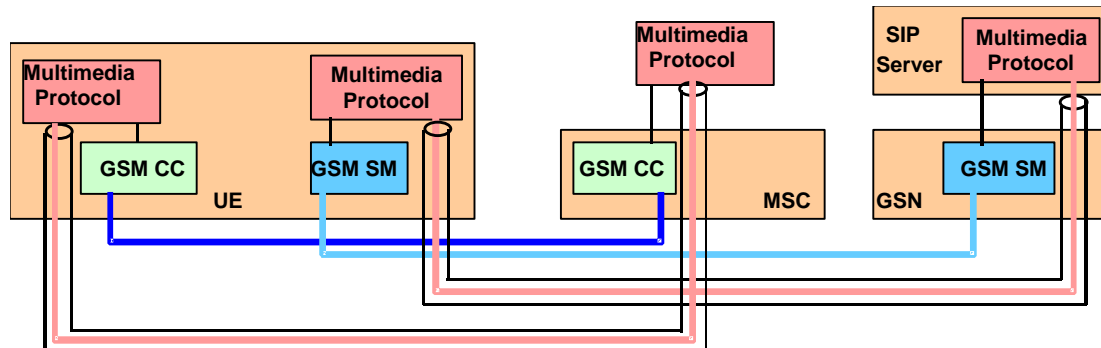 Multimedia
Protocol
Multimedia
Protocol
Multimedia
Protocol
SIP
Server
Multimedia
Protocol
GSM CC
GSM SM
GSM CC
GSM SM
UE
MSC
GSN